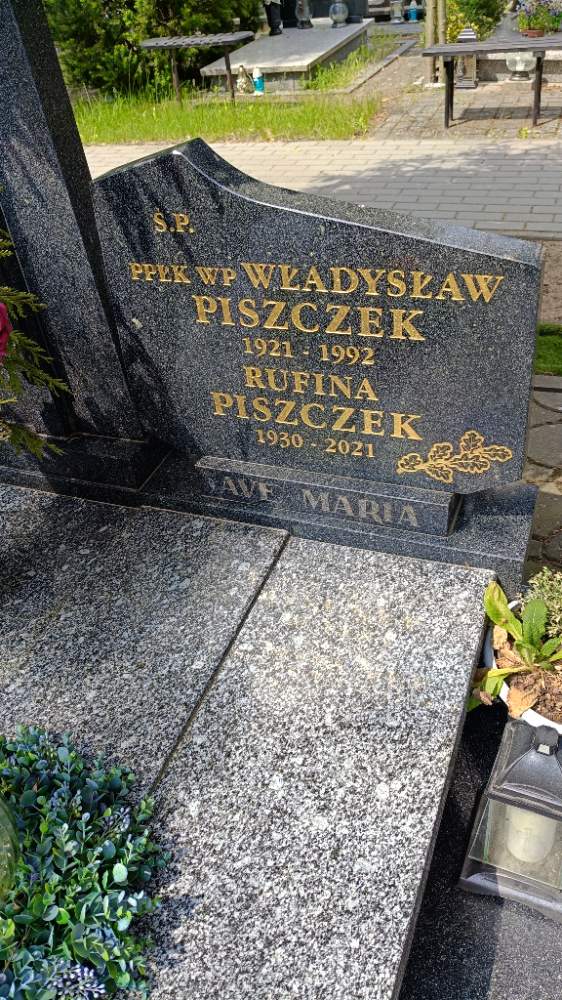 S.P.
PPŁK WP WŁADYSŁAW
PISZCZEK
1921 - 1992
RUFINA
PISZCZEK
1930 - 2021
AVE MARIA